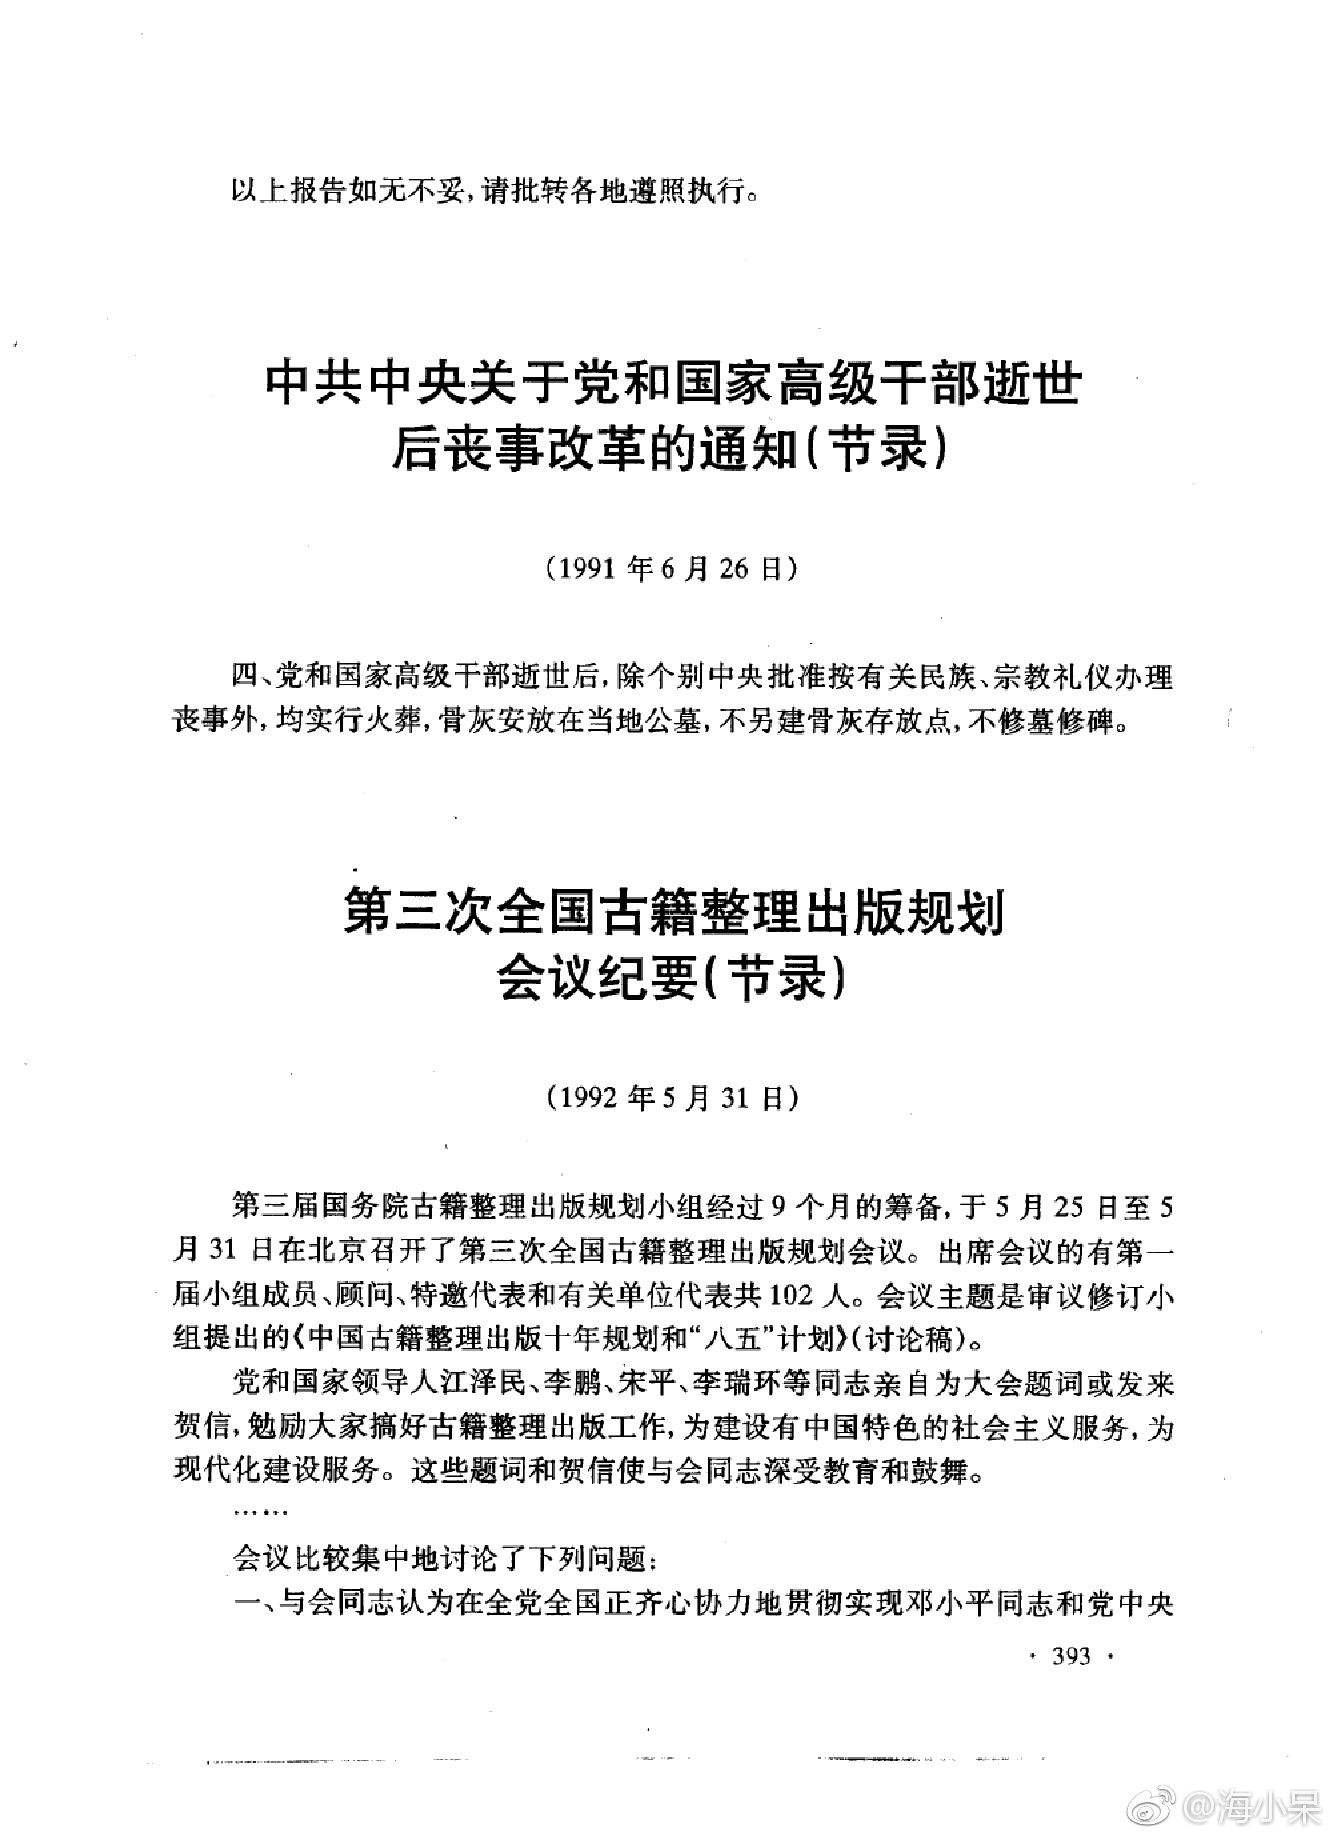 以上报告如无不妥,请批转各地遵照执行。
中共中央关于党和国家高级干部逝世
后丧事改革的通知(节录)
(1991 年 6 月 26 日)
四、党和国家高级干部逝世后,除个别中央批准按有关民族、宗教礼仪办理
丧事外,均实行火葬,骨灰安放在当地公墓,不另建骨灰存放点,不修墓修碑。
第三次全国古籍整理出版规划
会议纪要(节录)
(1992 年 5 月 31 日)
第三届国务院古籍整理出版规划小组经过 9 个月的筹备,于 5 月 25 日至 5
月 31 日在北京召开了第三次全国古籍整理出版规划会议。出席会议的有第一
届小组成员、顾问、特邀代表和有关单位代表共 102 人。会议主题是审议修订小
组提出的《中国古籍整理出版十年规划和“八五”计划》(讨论稿)。
党和国家领导人江泽民、李鹏、宋平、李瑞环等同志亲自为大会题词或发来
贺信,勉励大家搞好古籍整理出版工作,为建设有中国特色的社会主义服务,为
现代化建设服务。这些题词和贺信使与会同志深受教育和鼓舞。
……
会议比较集中地讨论了下列问题:
一、与会同志认为在全党全国正齐心协力地贯彻实现邓小平同志和党中央
· 393 ·
@海小呆